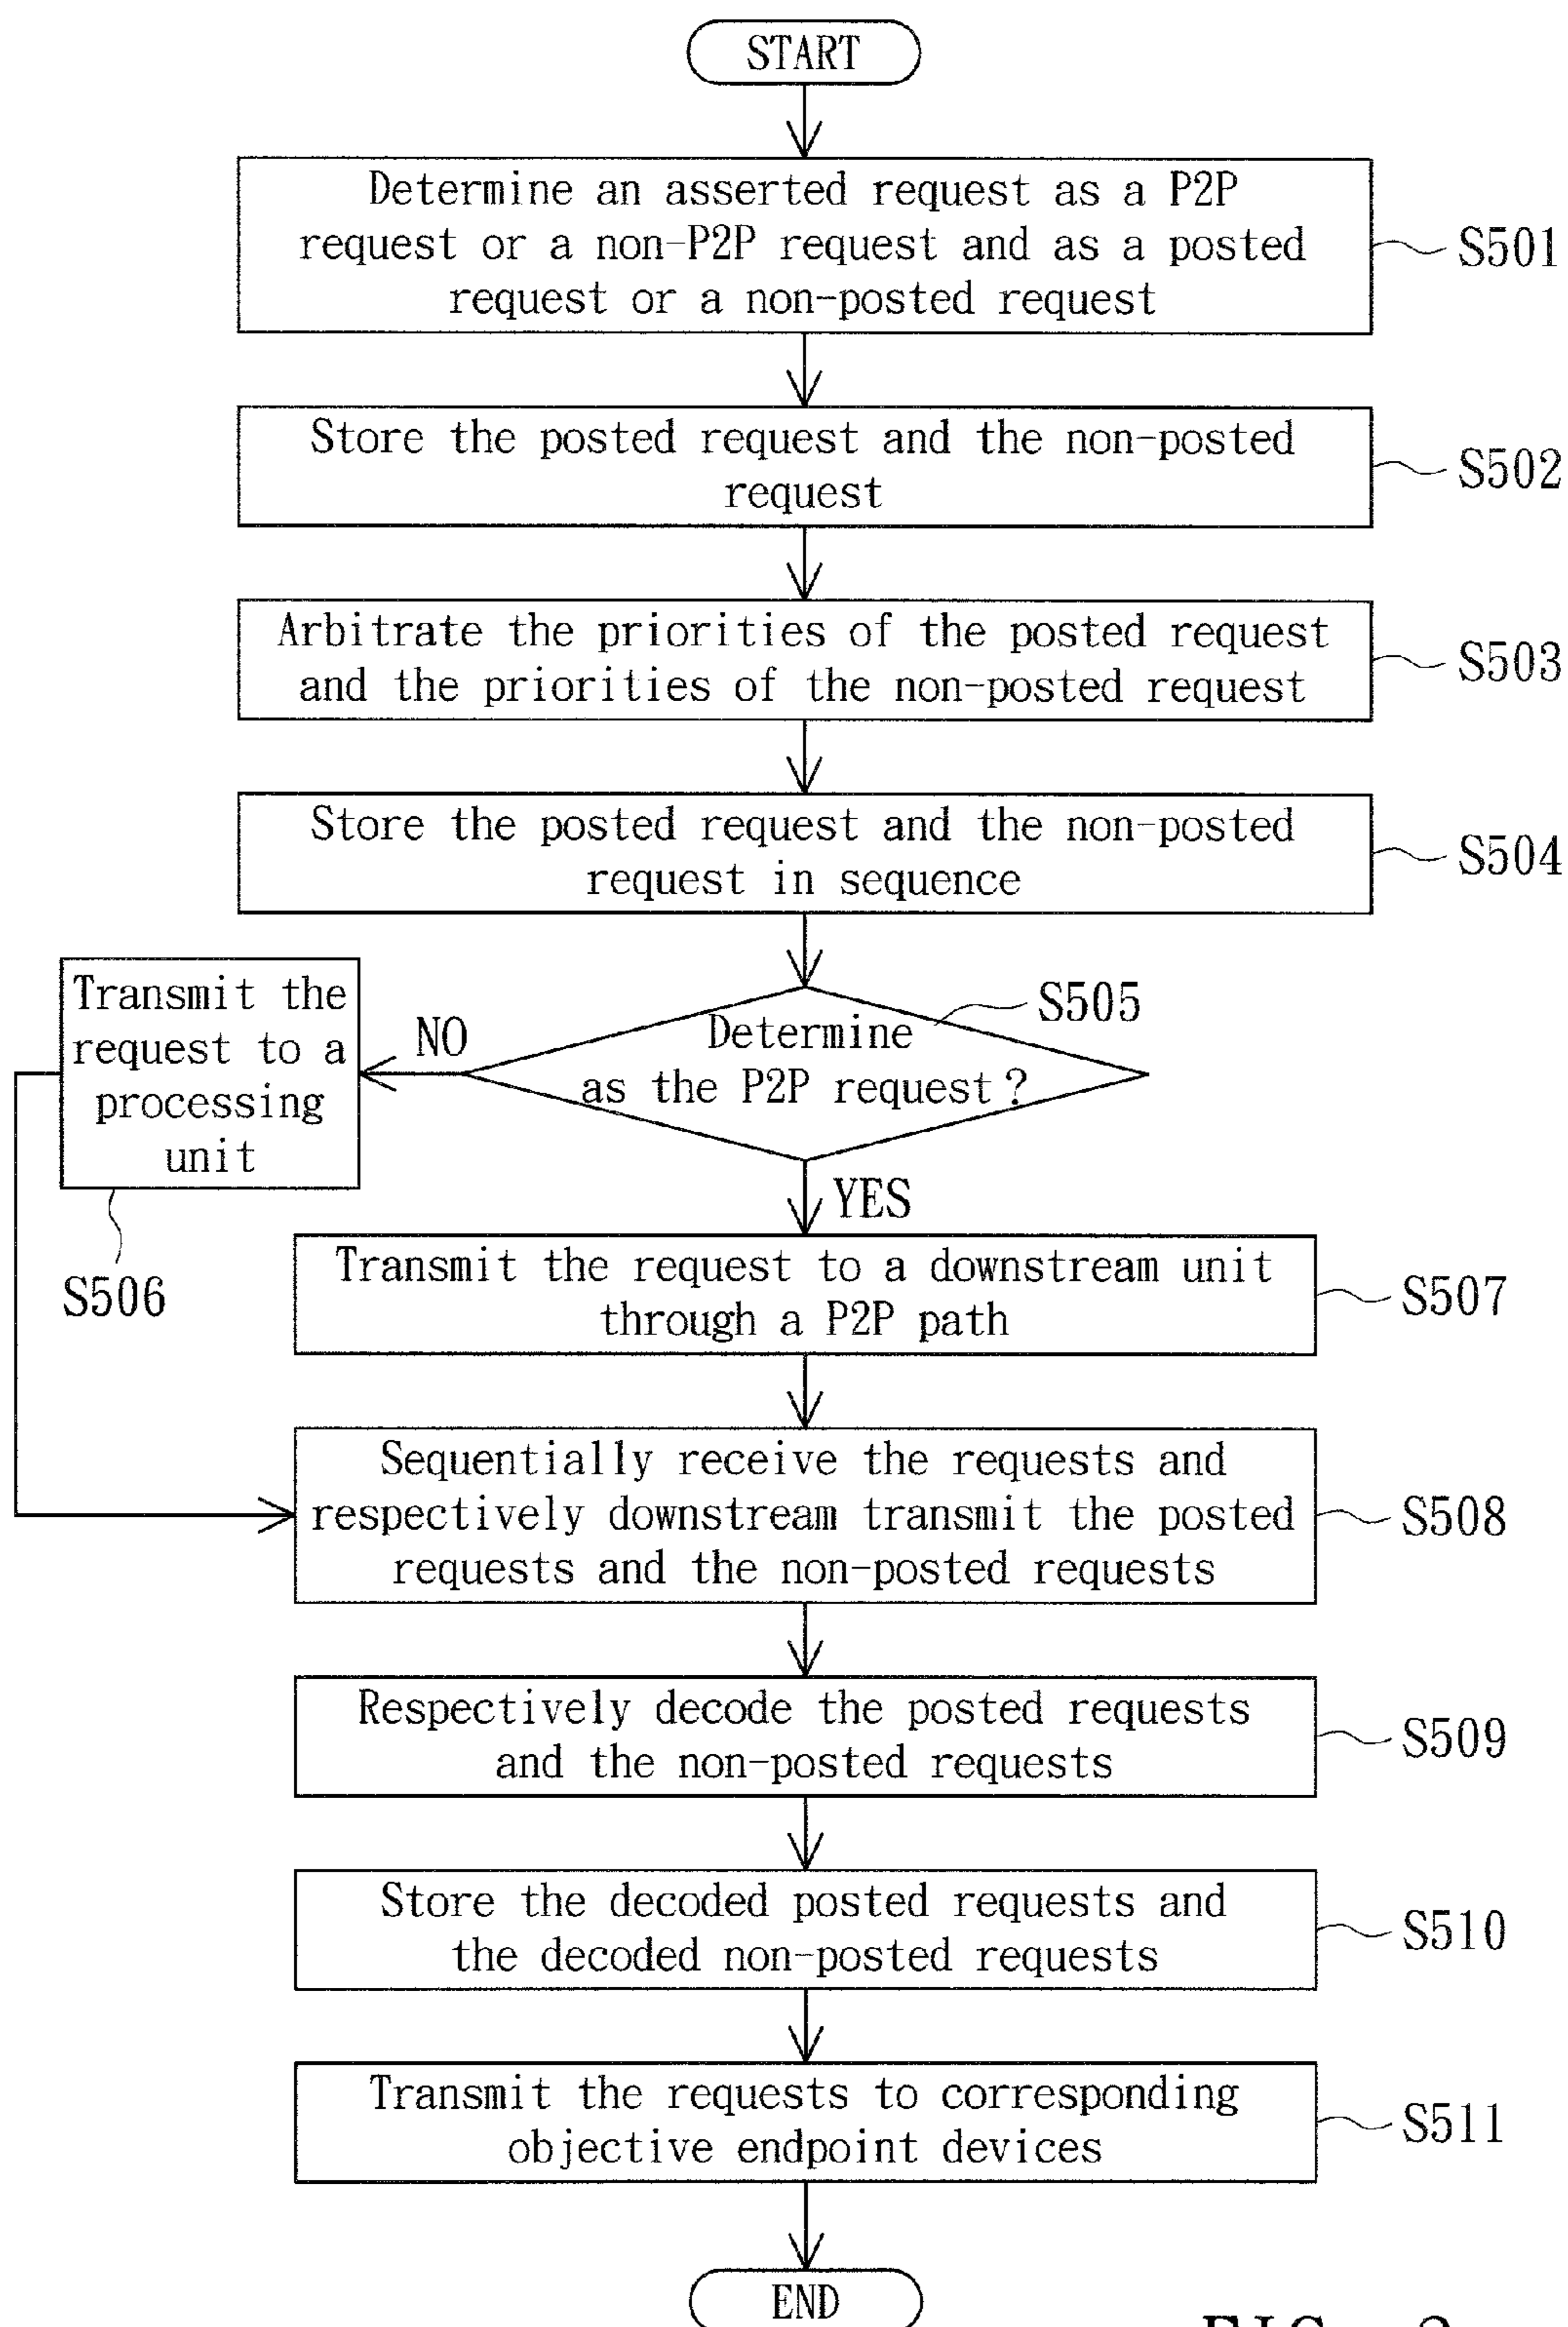 START
Determine an asserted request as a P2P
request or a non-P2P request and as a posted
request or a non-posted request
S501
Store the posted request and the non-posted
request
S502
Arbitrate the priorities of the posted request
and the priorities of the non-posted request
S503
Store the posted request and the non-posted
request in sequence
S504
Determine
as the P2P request?
S505
NO
Transmit the
request to a
processing
unit
S506
YES
Transmit the request to a downstream unit
through a P2P path
S507
Sequentially receive the requests and
respectively downstream transmit the posted
requests and the non-posted requests
S508
Respectively decode the posted requests
and the non-posted requests
S509
Store the decoded posted requests and
the decoded non-posted requests
S510
Transmit the requests to corresponding
objective endpoint devices
S511
END